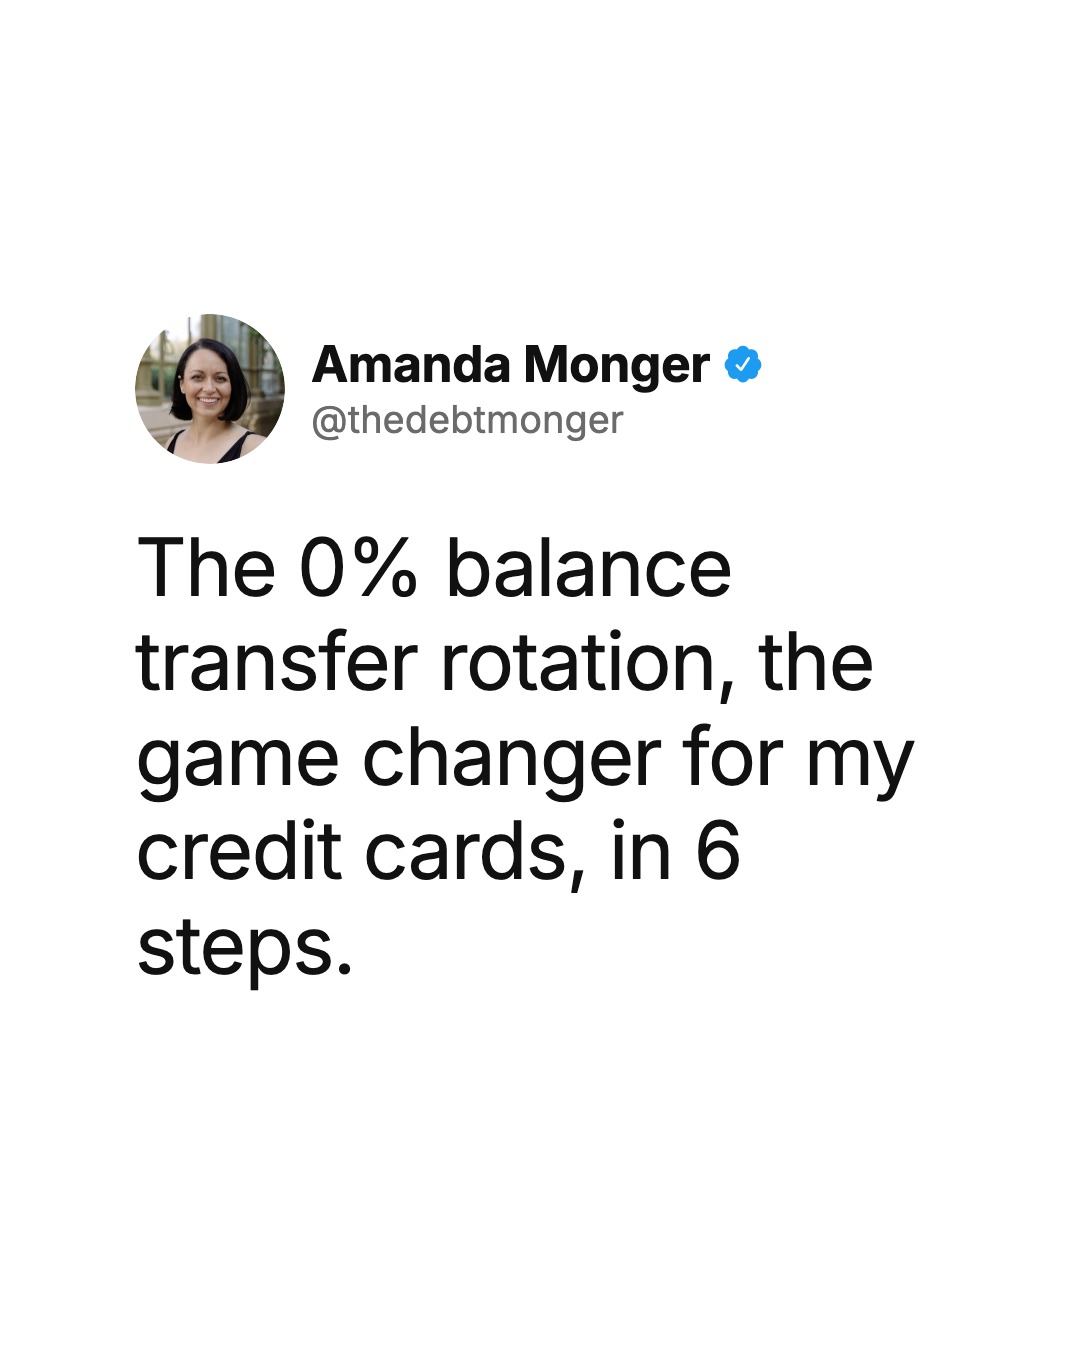 Amanda Monger
@thedebtmonger
The 0% balance
transfer rotation, the
game changer for my
credit cards, in 6
steps.